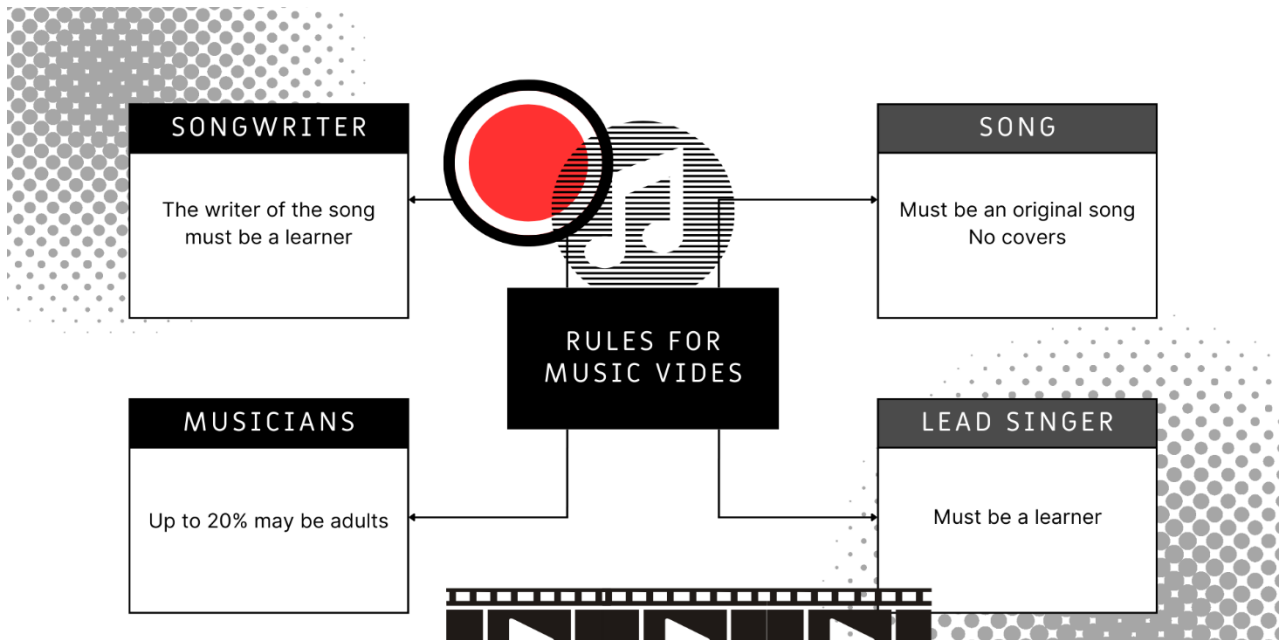 SONGWRITER
The writer of the song
must be a learner
SONG
Must be an original song
No covers
RULES FOR
MUSIC VIDES
MUSICIANS
Up to 20% may be adults
LEAD SINGER
Must be a learner